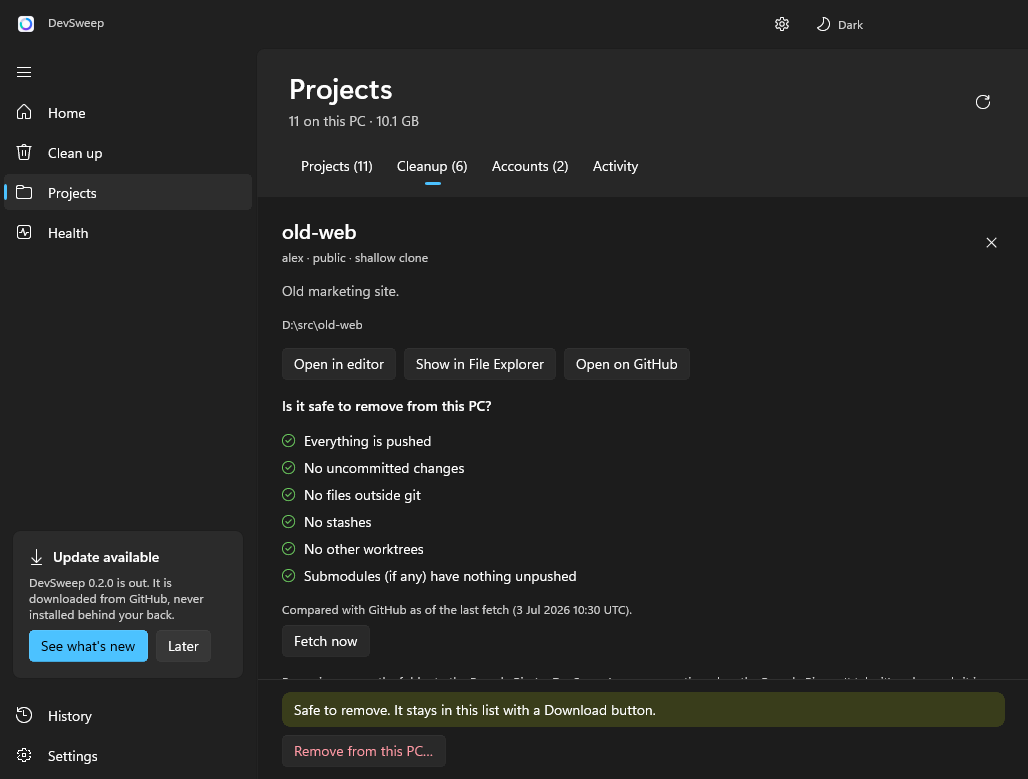 DevSweep
Dark
Home
Clean up
Projects
Health
Update available
DevSweep 0.2.0 is out. It is
downloaded from GitHub, never
installed behind your back.
See what's new
Later
History
Settings
Projects
11 on this PC · 10.1 GB
Projects (11)
Cleanup (6)
Accounts (2)
Activity
old-web
alex · public · shallow clone
Old marketing site.
D:\src\old-web
Open in editor
Show in File Explorer
Open on GitHub
Is it safe to remove from this PC?
Everything is pushed
No uncommitted changes
No files outside git
No stashes
No other worktrees
Submodules (if any) have nothing unpushed
Compared with GitHub as of the last fetch (3 Jul 2026 10:30 UTC).
Fetch now
Safe to remove. It stays in this list with a Download button.
Remove from this PC...